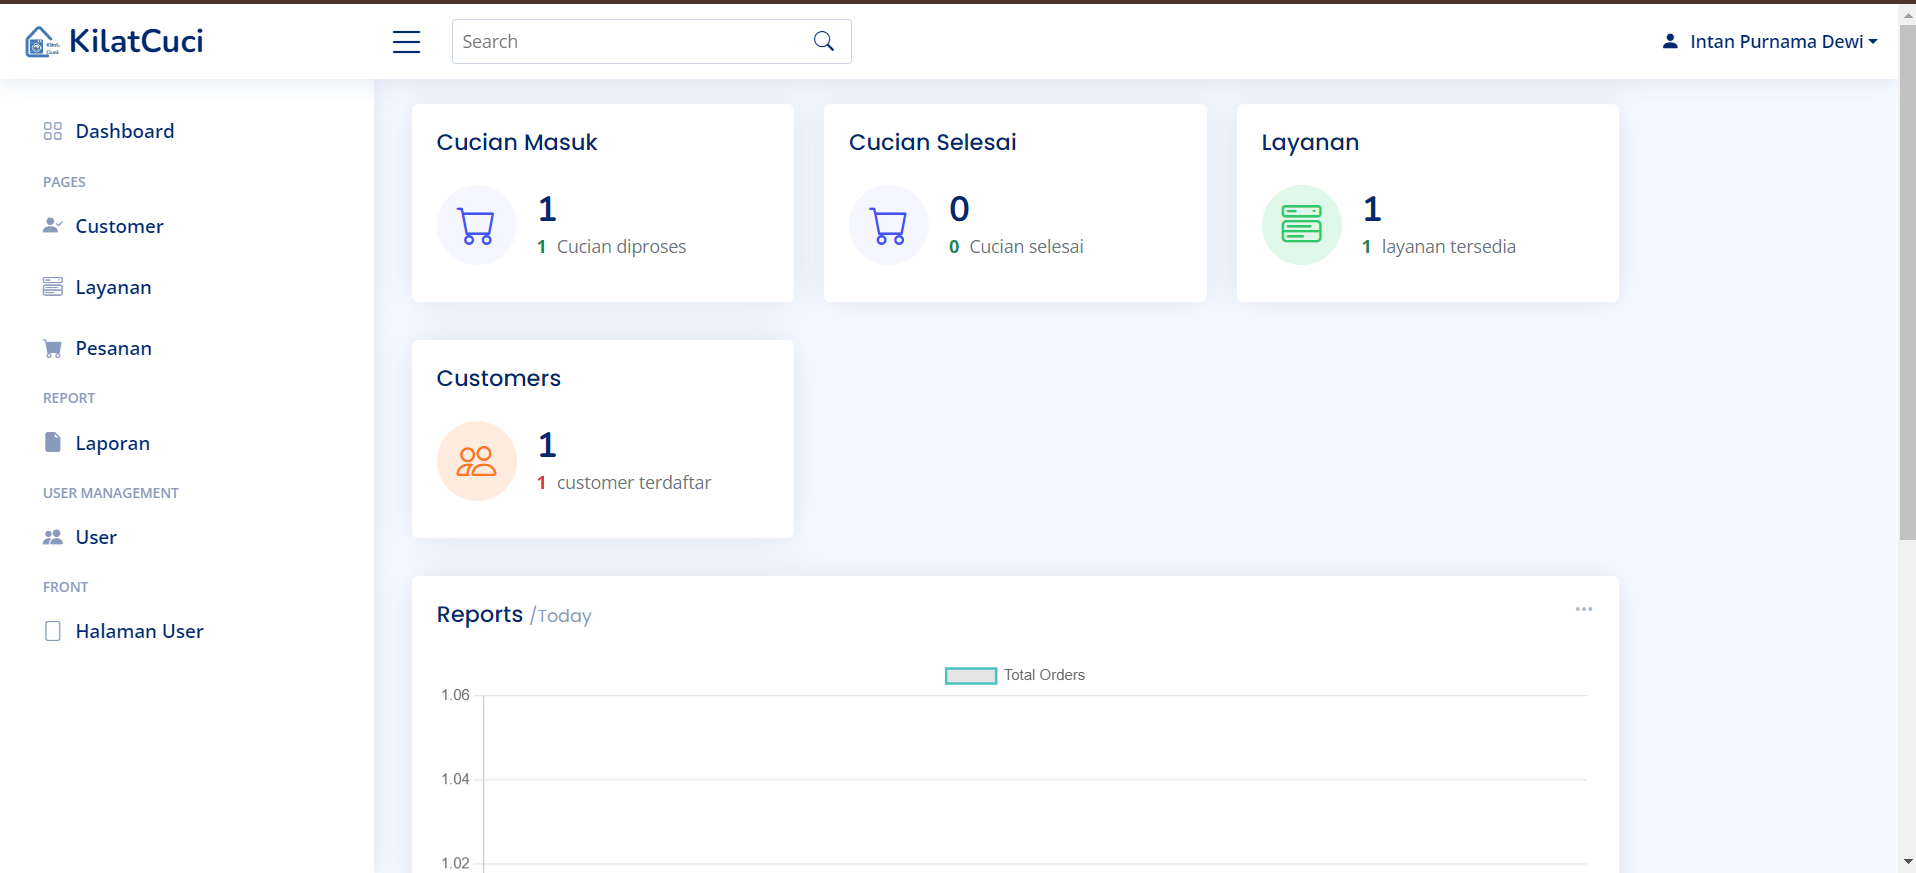 KilatCuci
Search
Intan Purnama Dewi
Dashboard
PAGES
Customer
Layanan
Pesanan
REPORT
Laporan
USER MANAGEMENT
User
FRONT
Halaman User
Cucian Masuk
1
1 Cucian diproses
Cucian Selesai
0
0 Cucian selesai
Layanan
1
1 layanan tersedia
Customers
1
1 customer terdaftar
Reports /Today
Total Orders
1.06
1.04
1.02